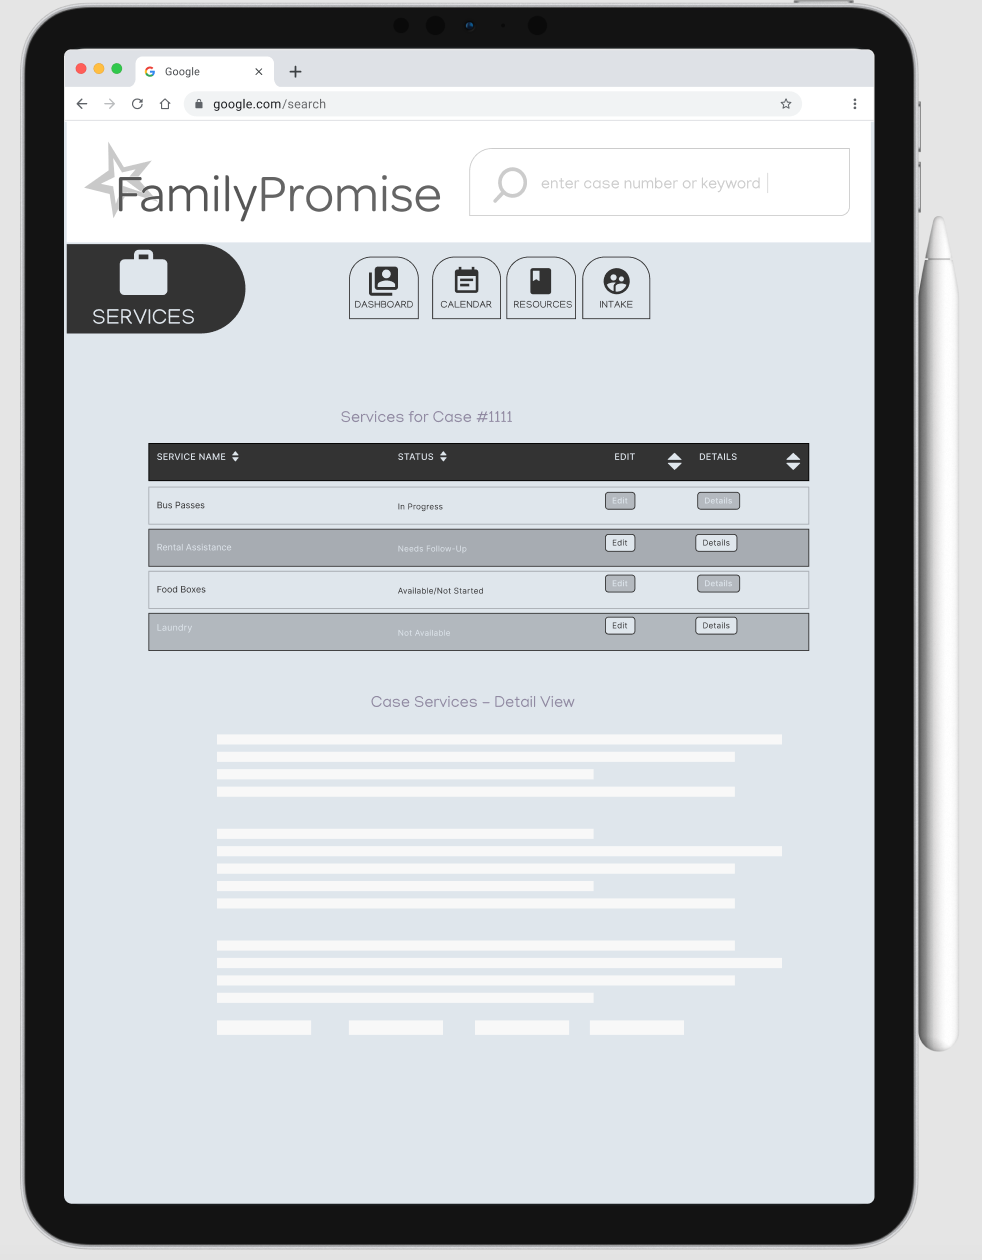 Google
google.com/search
FamilyPromise
enter case number or keyword
SERVICES
DASHBOARD
CALENDAR
RESOURCES
INTAKE
Services for Case #1111
SERVICE NAME STATUS EDIT DETAILS
Bus Passes In Progress Edit Details
Rental Assistance Needs Follow-Up Edit Details
Food Boxes Available/Not Started Edit Details
Laundry Not Available Edit Details
Case Services – Detail View